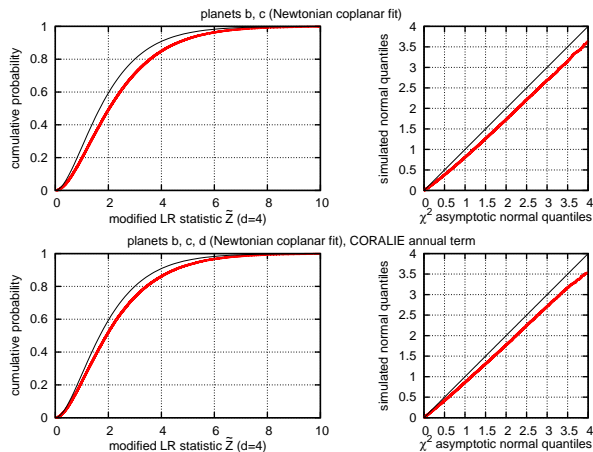 planets b, c (Newtonian coplanar fit)
cumulative probability
1
0.8
0.6
0.4
0.2
0
0 2 4 6 8 10
modified LR statistic Z̃ (d=4)
simulated normal quantiles
4
3.5
3
2.5
2
1.5
1
0.5
0
0 0.5 1 1.5 2 2.5 3 3.5 4
χ² asymptotic normal quantiles
planets b, c, d (Newtonian coplanar fit), CORALIE annual term
cumulative probability
1
0.8
0.6
0.4
0.2
0
0 2 4 6 8 10
modified LR statistic Z̃ (d=4)
simulated normal quantiles
4
3.5
3
2.5
2
1.5
1
0.5
0
0 0.5 1 1.5 2 2.5 3 3.5 4
χ² asymptotic normal quantiles